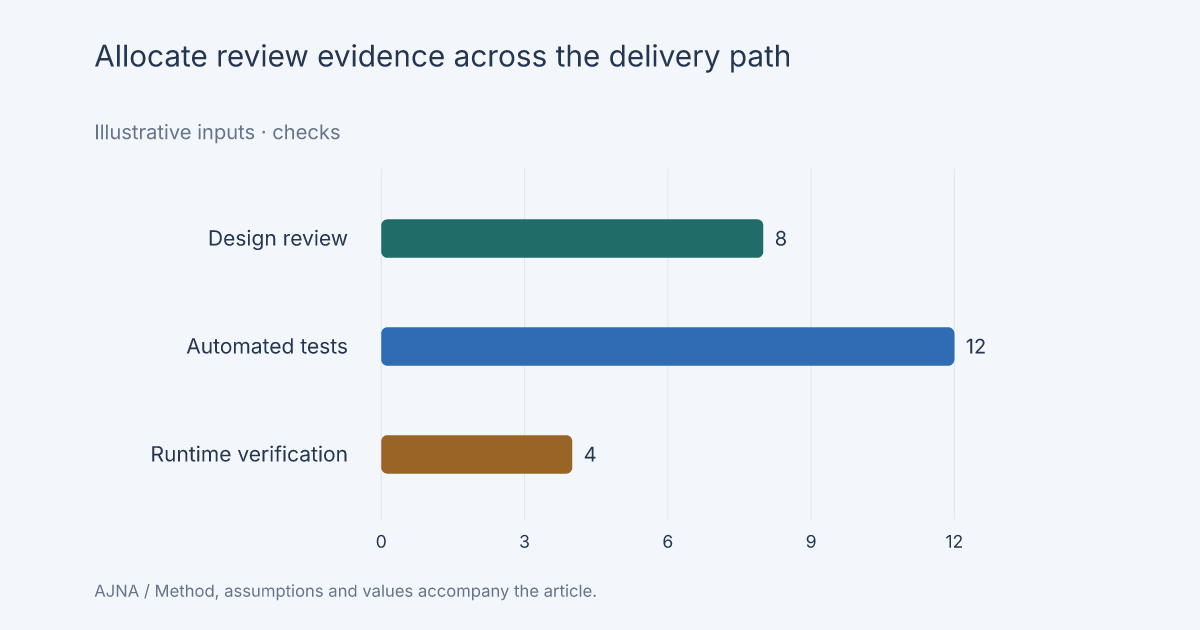 Allocate review evidence across the delivery path
Illustrative inputs · checks
Design review 8
Automated tests 12
Runtime verification 4
0 3 6 9 12
AJNA / Method, assumptions and values accompany the article.